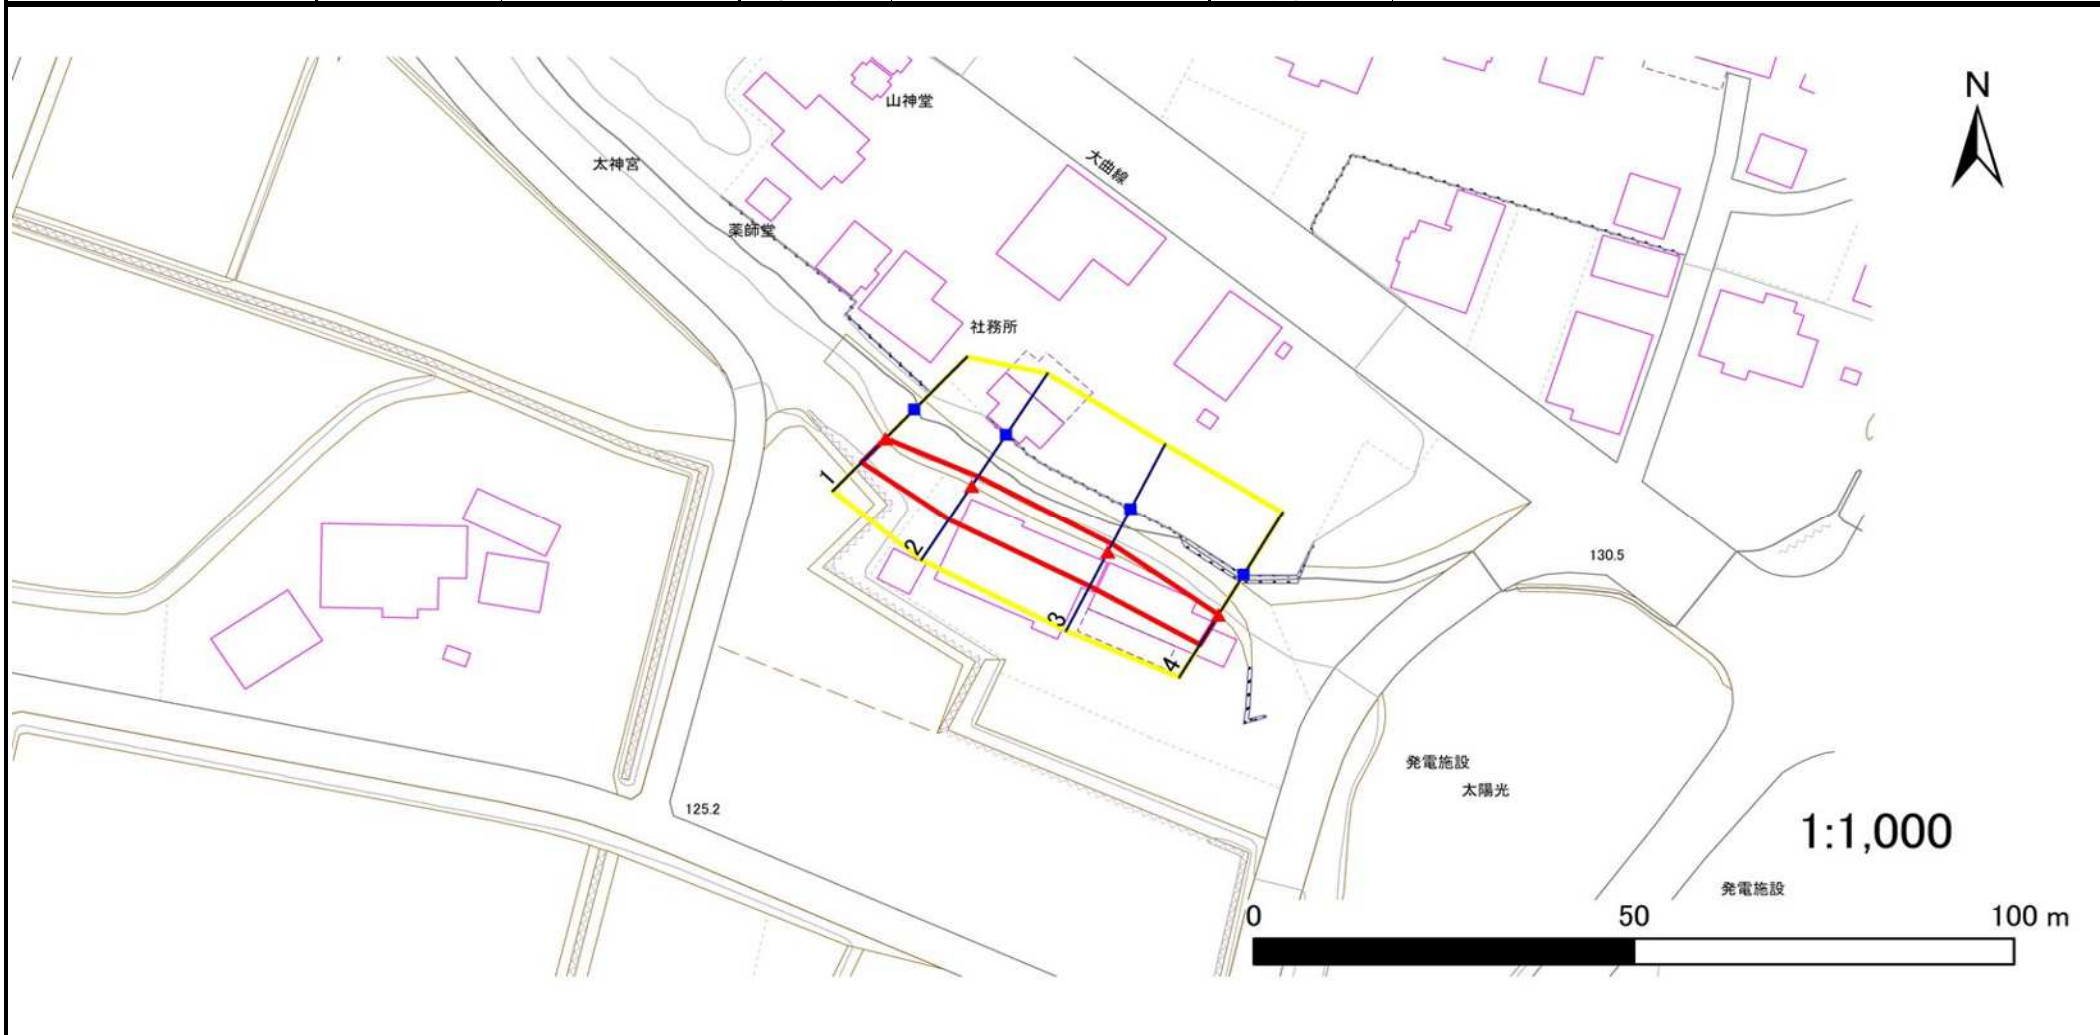 山神堂
N
太神宮
大曲線
薬師堂
社務所
1
2
3
4
130.5
発電施設
太陽光
125.2
1:1,000
発電施設
0 50 100 m